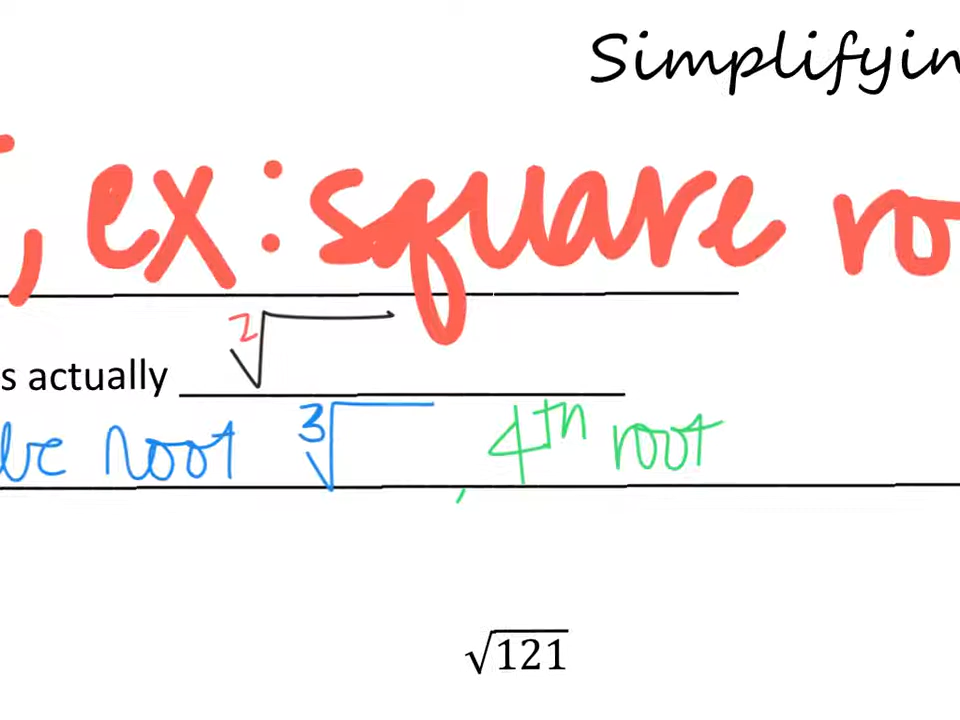 Simplifyin
, ex: square ro
s actually ²√
be root ³√ , 4th root
√121